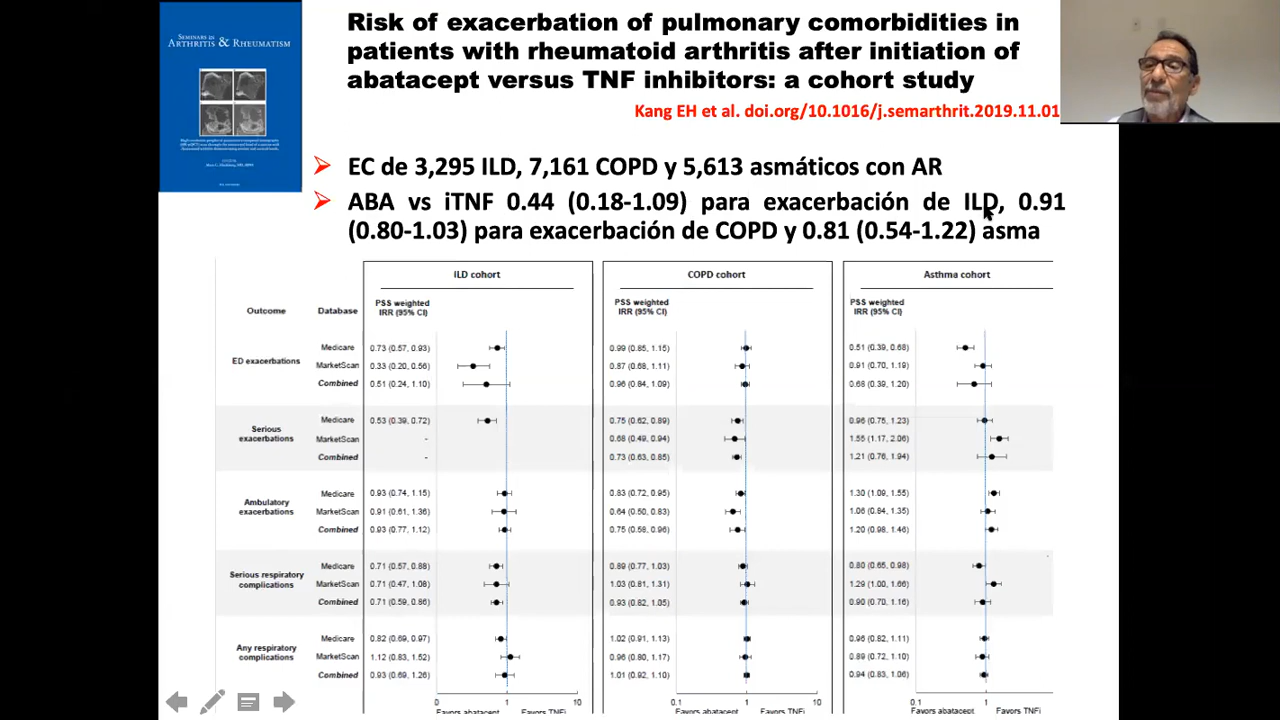 SEMINARS IN
ARTHRITIS & RHEUMATISM
Risk of exacerbation of pulmonary comorbidities in
patients with rheumatoid arthritis after initiation of
abatacept versus TNF inhibitors: a cohort study
Kang EH et al. doi.org/10.1016/j.semarthrit.2019.11.01
EC de 3,295 ILD, 7,161 COPD y 5,613 asmáticos con AR
ABA vs iTNF 0.44 (0.18-1.09) para exacerbación de ILD, 0.91
(0.80-1.03) para exacerbación de COPD y 0.81 (0.54-1.22) asma
ILD cohort COPD cohort Asthma cohort
Outcome Database PSS weighted IRR (95% CI) PSS weighted IRR (95% CI) PSS weighted IRR (95% CI)
Medicare 0.73 (0.57, 0.93) 0.99 (0.85, 1.15) 0.51 (0.39, 0.68)
ED exacerbations MarketScan 0.33 (0.20, 0.56) 0.87 (0.68, 1.11) 0.91 (0.70, 1.19)
Combined 0.51 (0.24, 1.10) 0.96 (0.84, 1.09) 0.68 (0.39, 1.20)
Medicare 0.53 (0.39, 0.72) 0.75 (0.62, 0.89) 0.96 (0.75, 1.23)
Serious exacerbations MarketScan - 0.68 (0.49, 0.94) 1.55 (1.17, 2.06)
Combined - 0.73 (0.63, 0.85) 1.21 (0.76, 1.94)
Medicare 0.93 (0.74, 1.15) 0.83 (0.72, 0.95) 1.30 (1.09, 1.55)
Ambulatory exacerbations MarketScan 0.91 (0.61, 1.36) 0.64 (0.50, 0.83) 1.06 (0.84, 1.35)
Combined 0.93 (0.77, 1.12) 0.75 (0.58, 0.96) 1.20 (0.98, 1.46)
Medicare 0.71 (0.57, 0.88) 0.89 (0.77, 1.03) 0.80 (0.65, 0.98)
Serious respiratory complications MarketScan 0.71 (0.47, 1.08) 1.03 (0.81, 1.31) 1.29 (1.00, 1.66)
Combined 0.71 (0.59, 0.86) 0.93 (0.82, 1.05) 0.90 (0.70, 1.16)
Medicare 0.82 (0.69, 0.97) 1.02 (0.91, 1.13) 0.96 (0.82, 1.11)
Any respiratory complications MarketScan 1.12 (0.83, 1.52) 0.96 (0.80, 1.17) 0.89 (0.72, 1.10)
Combined 0.93 (0.69, 1.26) 1.01 (0.92, 1.10) 0.94 (0.83, 1.06)
0 1 10 0.1 1 10 0.1 1
Favors abatacept Favors TNFi Favors abatacept Favors TNFi Favors abatacept Favors TNFi